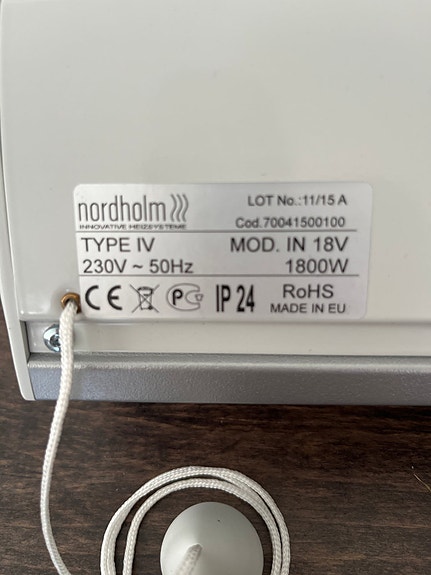 nordholm
INNOVATIVE HEIZSYSTEME
LOT No.:11/15 A
Cod.70041500100
TYPE IV MOD. IN 18V
230V ~ 50Hz 1800W
CE PC IP 24 RoHS
MADE IN EU